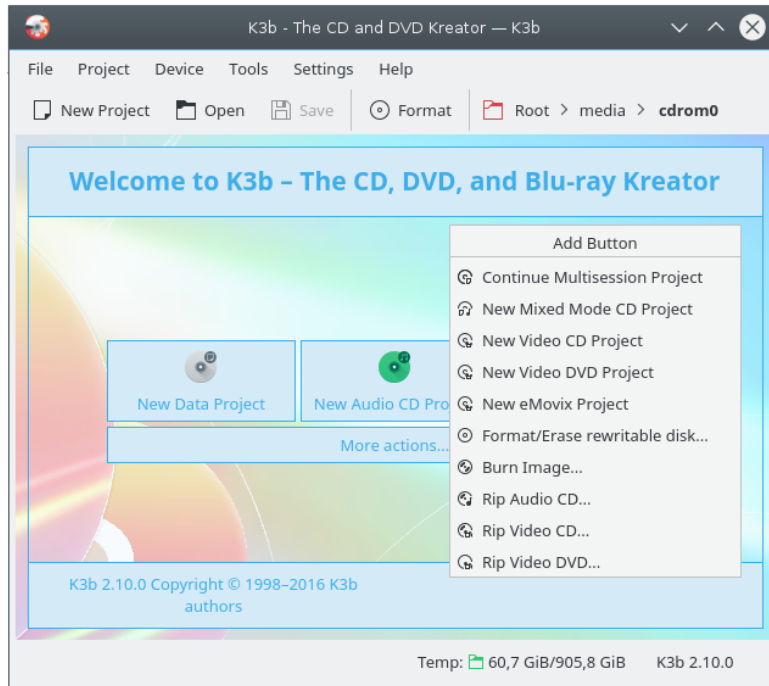 K3b - The CD and DVD Kreator — K3b
File Project Device Tools Settings Help
New Project Open Save Format Root > media > cdrom0
Welcome to K3b – The CD, DVD, and Blu-ray Kreator
Add Button
Continue Multisession Project
New Mixed Mode CD Project
New Video CD Project
New Video DVD Project
New eMovix Project
Format/Erase rewritable disk...
Burn Image...
Rip Audio CD...
Rip Video CD...
Rip Video DVD...
New Data Project
New Audio CD Pro
More actions...
K3b 2.10.0 Copyright © 1998–2016 K3b
authors
Temp: 60,7 GiB/905,8 GiB K3b 2.10.0